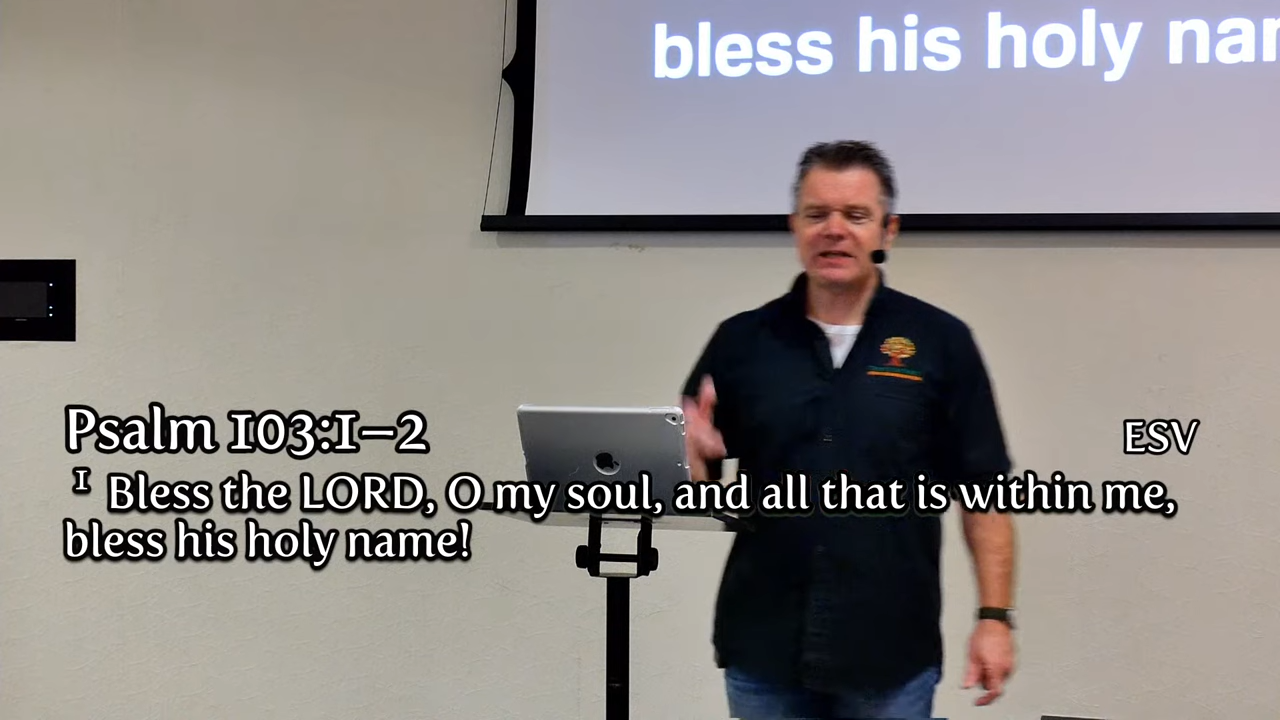 bless his holy nar
Psalm 103:1–2
ESV
1 Bless the LORD, O my soul, and all that is within me,
bless his holy name!